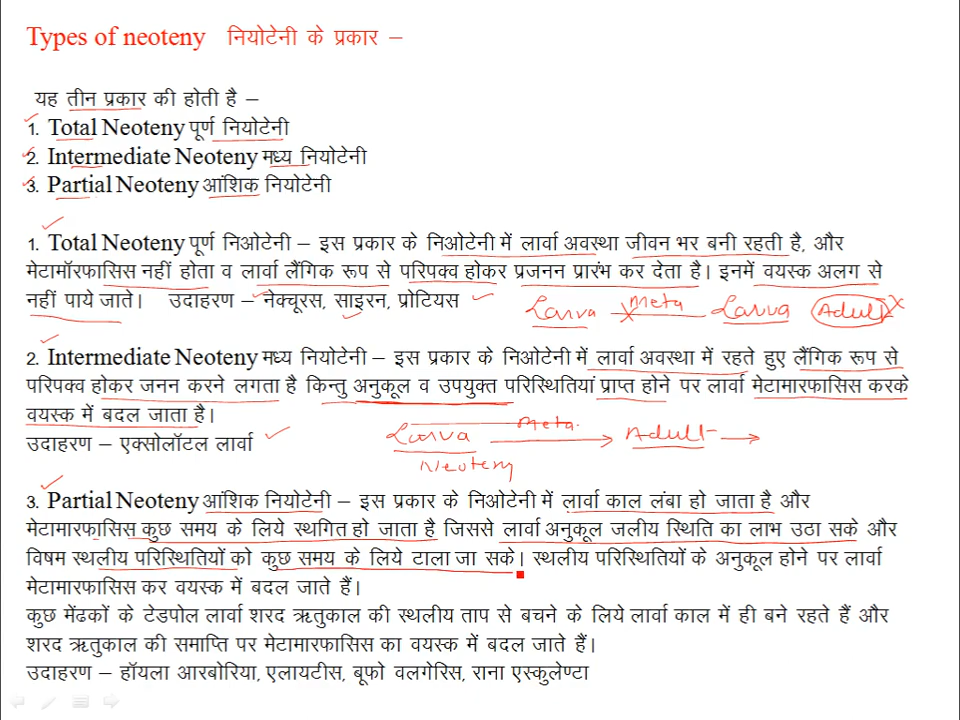 Types of neoteny नियोटेनी के प्रकार –
यह तीन प्रकार की होती है –
1. Total Neoteny पूर्ण नियोटेनी
2. Intermediate Neoteny मध्य नियोटेनी
3. Partial Neoteny आंशिक नियोटेनी
1. Total Neoteny पूर्ण निओटेनी – इस प्रकार के निओटेनी में लार्वा अवस्था जीवन भर बनी रहती है, और
मेटामॉरफासिस नहीं होता व लार्वा लैंगिक रूप से परिपक्व होकर प्रजनन प्रारंभ कर देता है। इनमें वयस्क अलग से
नहीं पाये जाते। उदाहरण – नेक्चूरस, साइरन, प्रोटियस
Larva Meta Larva Adult
2. Intermediate Neoteny मध्य नियोटेनी – इस प्रकार के निओटेनी में लार्वा अवस्था में रहते हुए लैंगिक रूप से
परिपक्व होकर जनन करने लगता है किन्तु अनुकूल व उपयुक्त परिस्थितियां प्राप्त होने पर लार्वा मेटामारफासिस करके
वयस्क में बदल जाता है।
उदाहरण – एक्सोलॉटल लार्वा
Larva Meta. Adult
Neoteny
3. Partial Neoteny आंशिक नियोटेनी – इस प्रकार के निओटेनी में लार्वा काल लंबा हो जाता है और
मेटामारफासिस कुछ समय के लिये स्थगित हो जाता है जिससे लार्वा अनुकूल जलीय स्थिति का लाभ उठा सके और
विषम स्थलीय परिस्थितियों को कुछ समय के लिये टाला जा सके। स्थलीय परिस्थितियों के अनुकूल होने पर लार्वा
मेटामारफासिस कर वयस्क में बदल जाते हैं।
कुछ मेंढकों के टेडपोल लार्वा शरद ऋतुकाल की स्थलीय ताप से बचने के लिये लार्वा काल में ही बने रहते हैं और
शरद ऋतुकाल की समाप्ति पर मेटामारफासिस का वयस्क में बदल जाते हैं।
उदाहरण – हॉयला आरबोरिया, एलायटीस, बूफो वलगेरिस, राना एस्कुलेण्टा